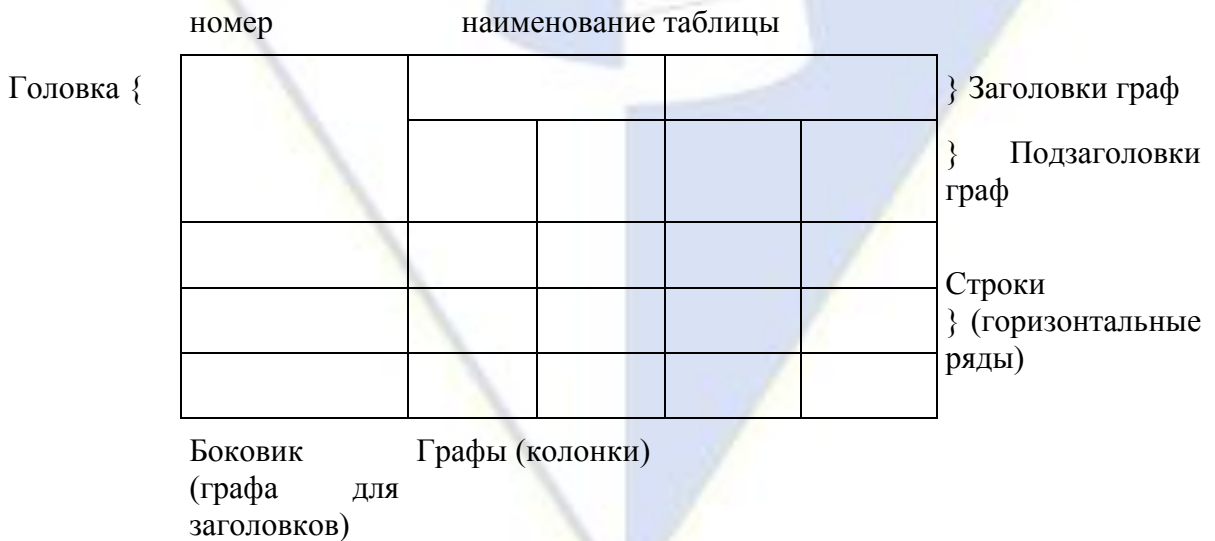 номер наименование таблицы
Головка { } Заголовки граф
} Подзаголовки
граф
Строки
} (горизонтальные
ряды)
Боковик Графы (колонки)
(графа для
заголовков)